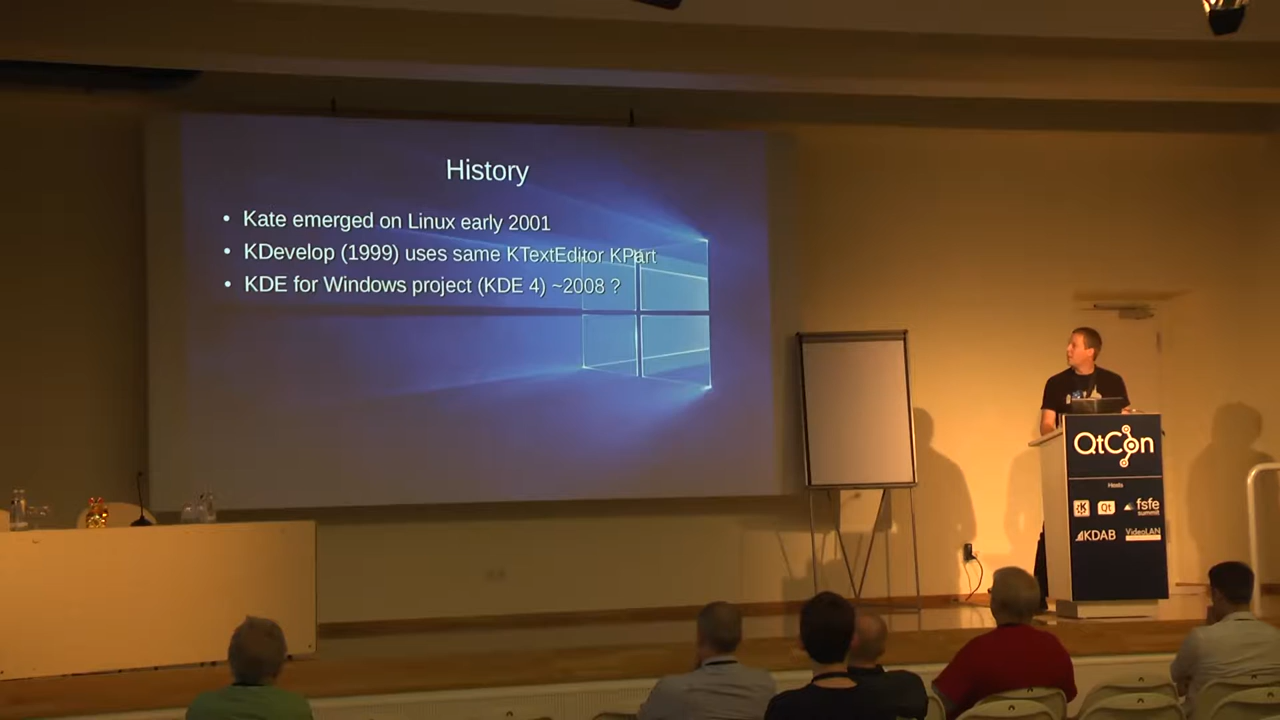 History
• Kate emerged on Linux early 2001
• KDevelop (1999) uses same KTextEditor KPart
• KDE for Windows project (KDE 4) ~2008 ?
QtCon
Hosts
K Qt fsfe
summit
KDAB VideoLAN